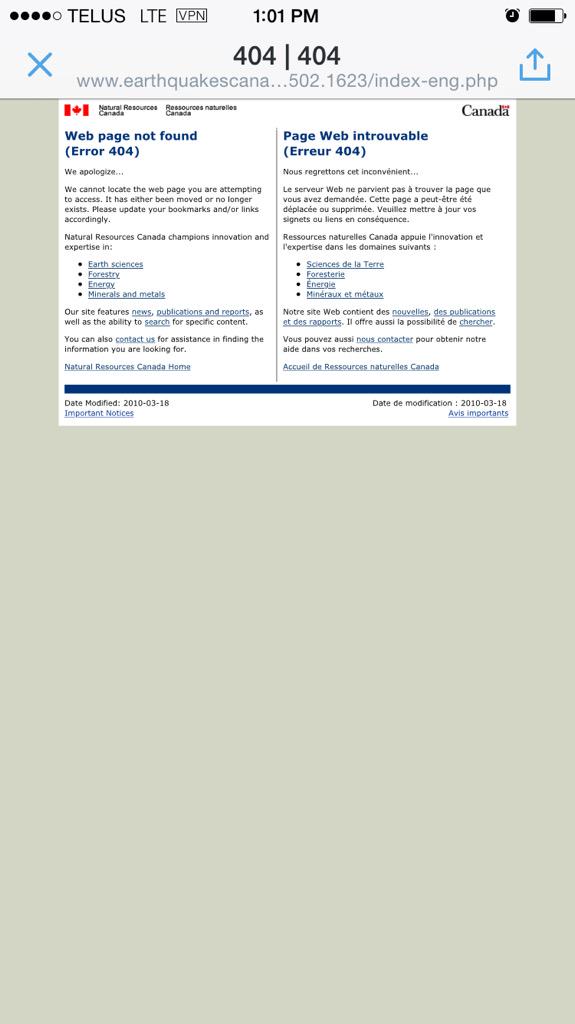 TELUS LTE VPN 1:01 PM
404 | 404
www.earthquakescana...502.1623/index-eng.php
Natural Resources Canada
Ressources naturelles Canada
Canada
Web page not found
(Error 404)
We apologize...
We cannot locate the web page you are attempting
to access. It has either been moved or no longer
exists. Please update your bookmarks and/or links
accordingly.
Natural Resources Canada champions innovation and
expertise in:
Earth sciences
Forestry
Energy
Minerals and metals
Our site features news, publications and reports, as
well as the ability to search for specific content.
You can also contact us for assistance in finding the
information you are looking for.
Natural Resources Canada Home
Page Web introuvable
(Erreur 404)
Nous regrettons cet inconvénient...
Le serveur Web ne parvient pas à trouver la page que
vous avez demandée. Cette page a peut-être été
déplacée ou supprimée. Veuillez mettre à jour vos
signets ou liens en conséquence.
Ressources naturelles Canada appuie l'innovation et
l'expertise dans les domaines suivants :
Sciences de la Terre
Foresterie
Énergie
Minéraux et métaux
Notre site Web contient des nouvelles, des publications
et des rapports. Il offre aussi la possibilité de chercher.
Vous pouvez aussi nous contacter pour obtenir notre
aide dans vos recherches.
Accueil de Ressources naturelles Canada
Date Modified: 2010-03-18
Important Notices
Date de modification : 2010-03-18
Avis importants